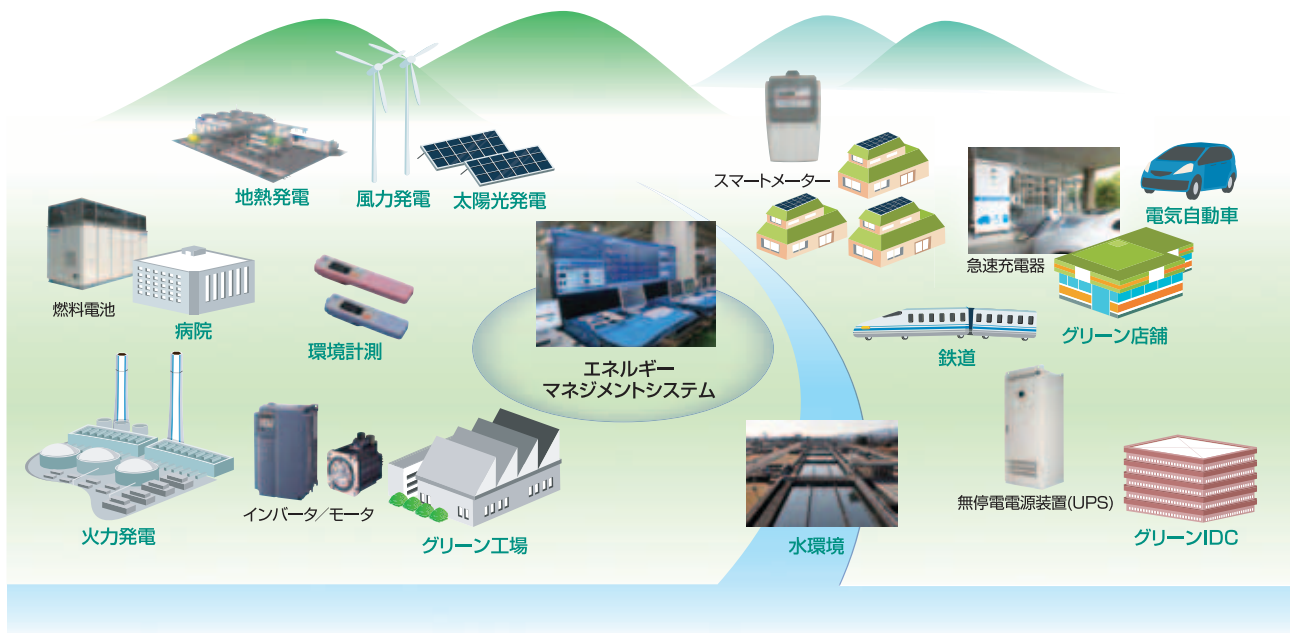 地熱発電
風力発電
太陽光発電
スマートメーター
電気自動車
急速充電器
燃料電池
病院
環境計測
エネルギー
マネジメントシステム
鉄道
グリーン店舗
火力発電
インバータ／モータ
グリーン工場
水環境
無停電電源装置(UPS)
グリーンIDC